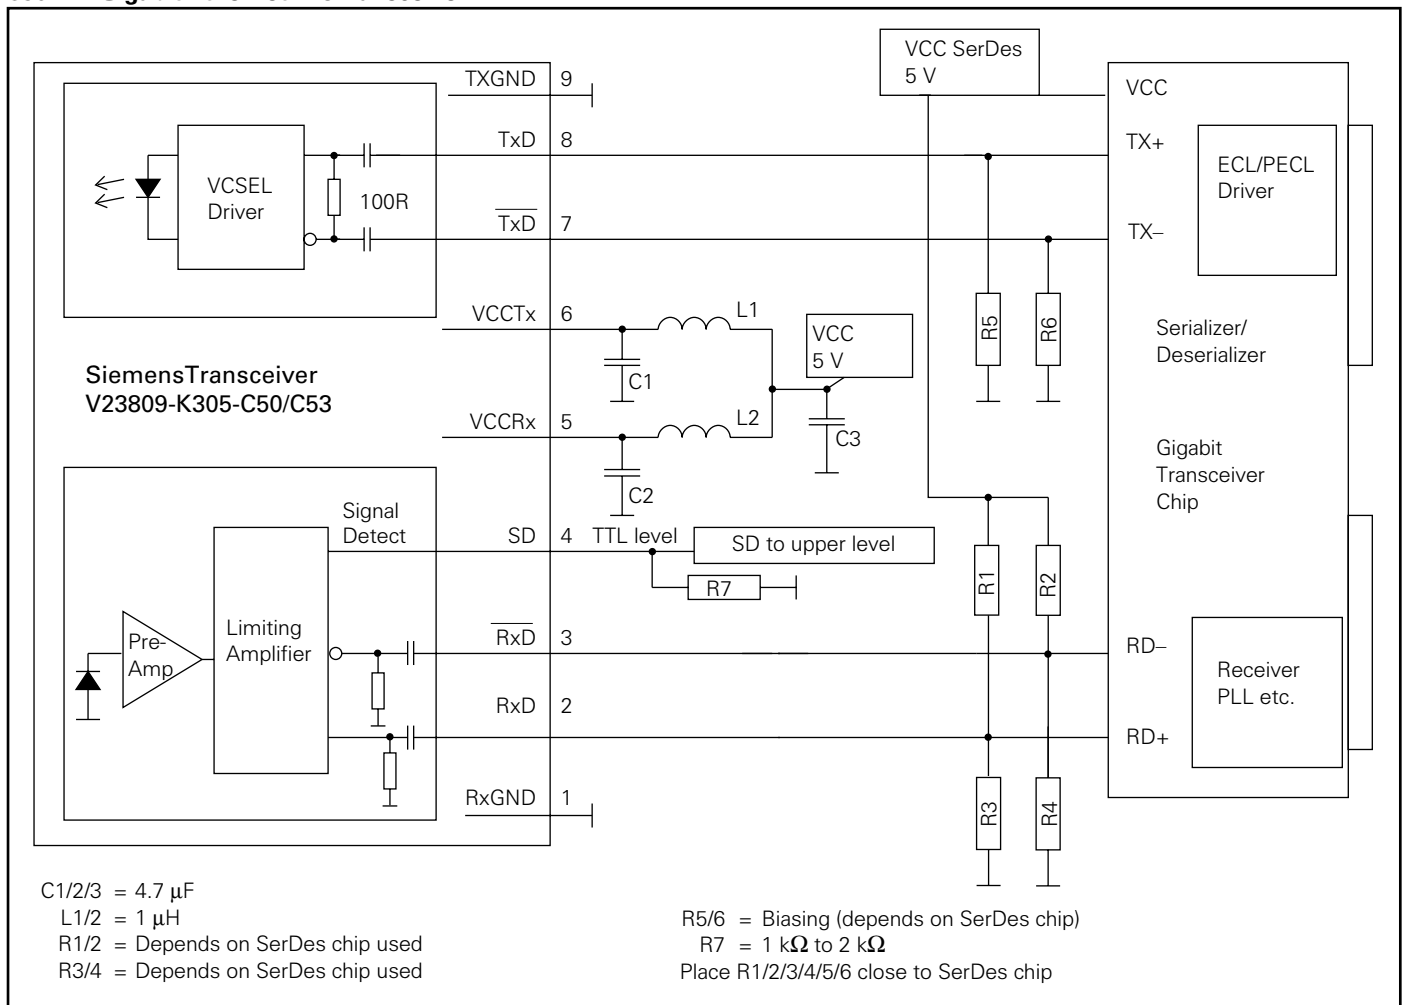 VCC SerDes
5 V
TXGND 9
VCC
TxD 8
TX+
ECL/PECL
Driver
VCSEL
Driver
100R
TxD 7
TX–
VCCTx 6
L1
VCC
5 V
R5
R6
Serializer/
Deserializer
C1
SiemensTransceiver
V23809-K305-C50/C53
VCCRx 5
L2
C3
Gigabit
Transceiver
Chip
C2
Signal
Detect
SD 4 TTL level
SD to upper level
R7
R1
R2
Pre-
Amp
Limiting
Amplifier
RxD 3
RD–
Receiver
PLL etc.
RxD 2
RD+
RxGND 1
R3
R4
C1/2/3 = 4.7 µF
L1/2 = 1 µH
R1/2 = Depends on SerDes chip used
R3/4 = Depends on SerDes chip used
R5/6 = Biasing (depends on SerDes chip)
R7 = 1 kΩ to 2 kΩ
Place R1/2/3/4/5/6 close to SerDes chip